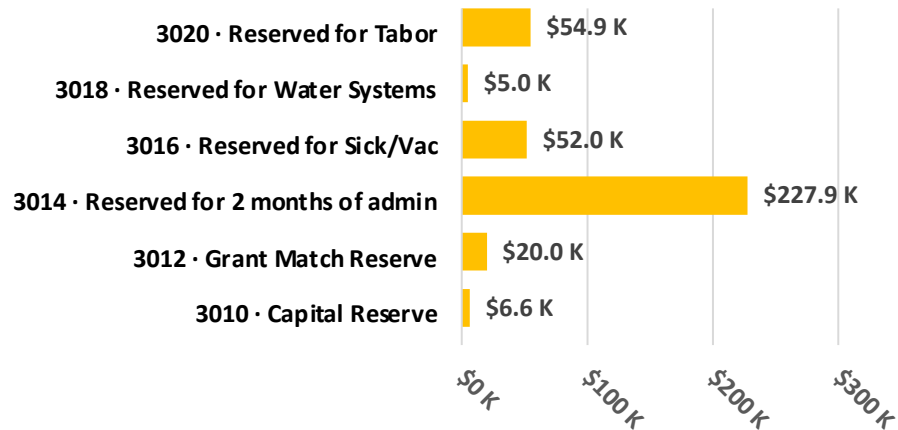 3020 · Reserved for Tabor $54.9 K
3018 · Reserved for Water Systems $5.0 K
3016 · Reserved for Sick/Vac $52.0 K
3014 · Reserved for 2 months of admin $227.9 K
3012 · Grant Match Reserve $20.0 K
3010 · Capital Reserve $6.6 K
$0 K $100 K $200 K $300 K